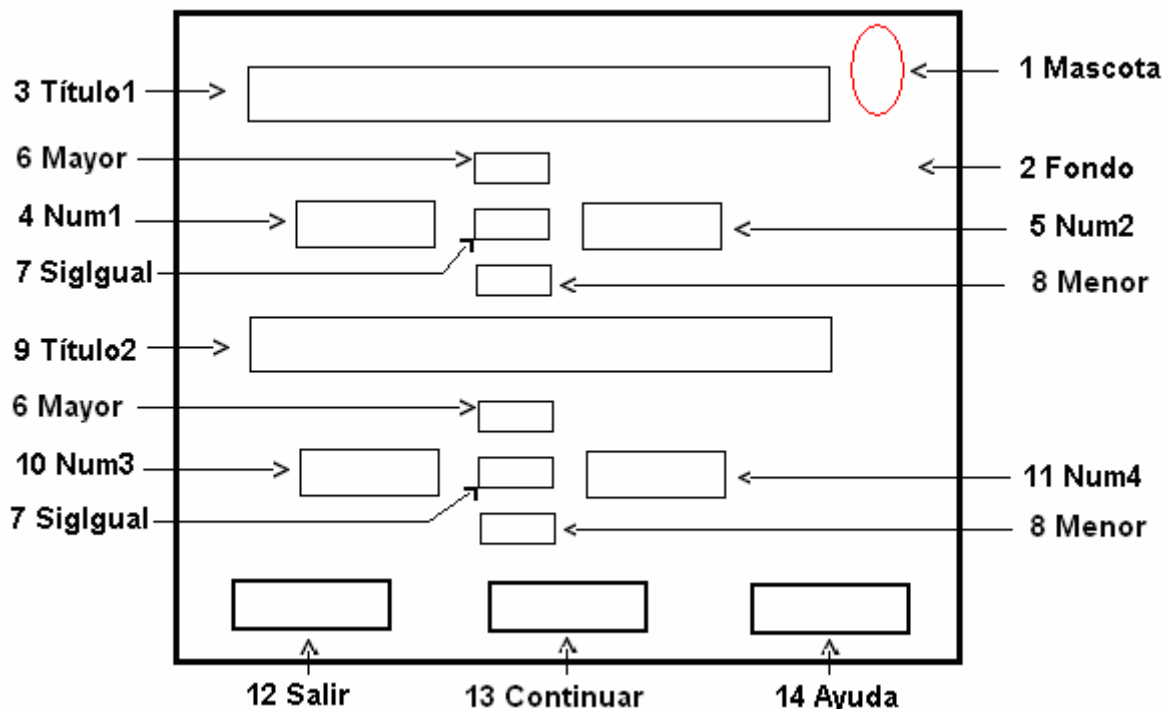 1 Mascota
3 Título1
6 Mayor
2 Fondo
4 Num1
5 Num2
7 SigIgual
8 Menor
9 Título2
6 Mayor
10 Num3
11 Num4
7 SigIgual
8 Menor
12 Salir
13 Continuar
14 Ayuda